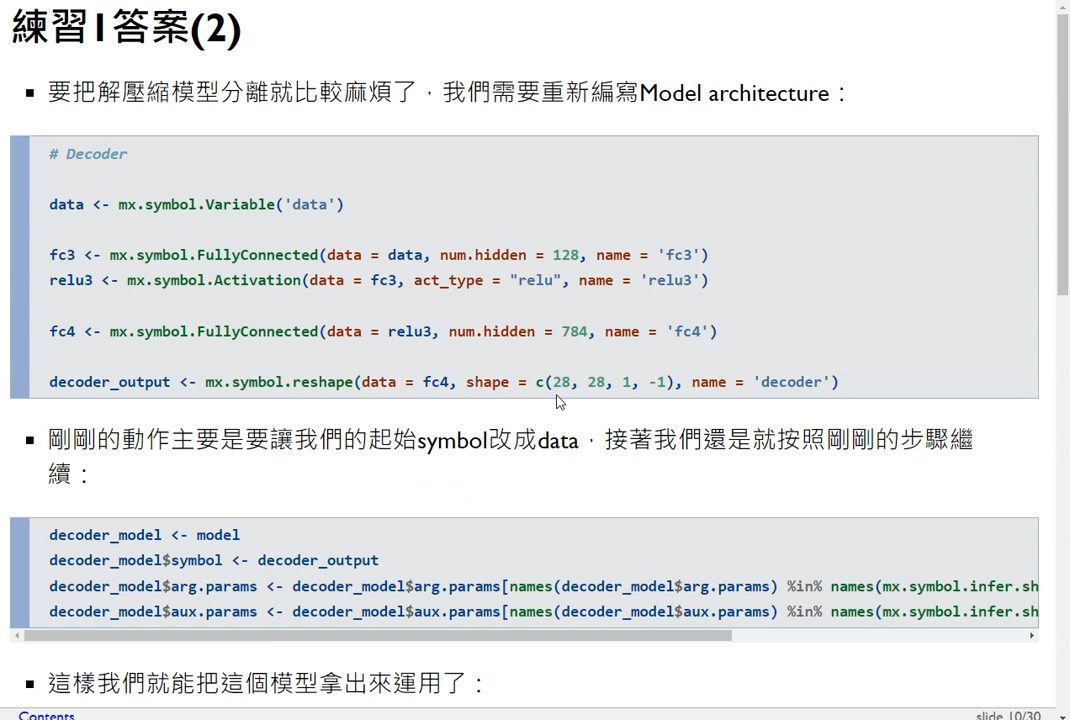 練習1答案(2)
要把解壓縮模型分離就比較麻煩了，我們需要重新編寫Model architecture：
# Decoder
data <- mx.symbol.Variable('data')
fc3 <- mx.symbol.FullyConnected(data = data, num.hidden = 128, name = 'fc3')
relu3 <- mx.symbol.Activation(data = fc3, act_type = "relu", name = 'relu3')
fc4 <- mx.symbol.FullyConnected(data = relu3, num.hidden = 784, name = 'fc4')
decoder_output <- mx.symbol.reshape(data = fc4, shape = c(28, 28, 1, -1), name = 'decoder')
剛剛的動作主要是要讓我們的起始symbol改成data，接著我們還是就按照剛剛的步驟繼
續：
decoder_model <- model
decoder_model$symbol <- decoder_output
decoder_model$arg.params <- decoder_model$arg.params[names(decoder_model$arg.params) %in% names(mx.symbol.infer.sh
decoder_model$aux.params <- decoder_model$aux.params[names(decoder_model$aux.params) %in% names(mx.symbol.infer.sh
這樣我們就能把這個模型拿出來運用了：
Contents
slide 10/30